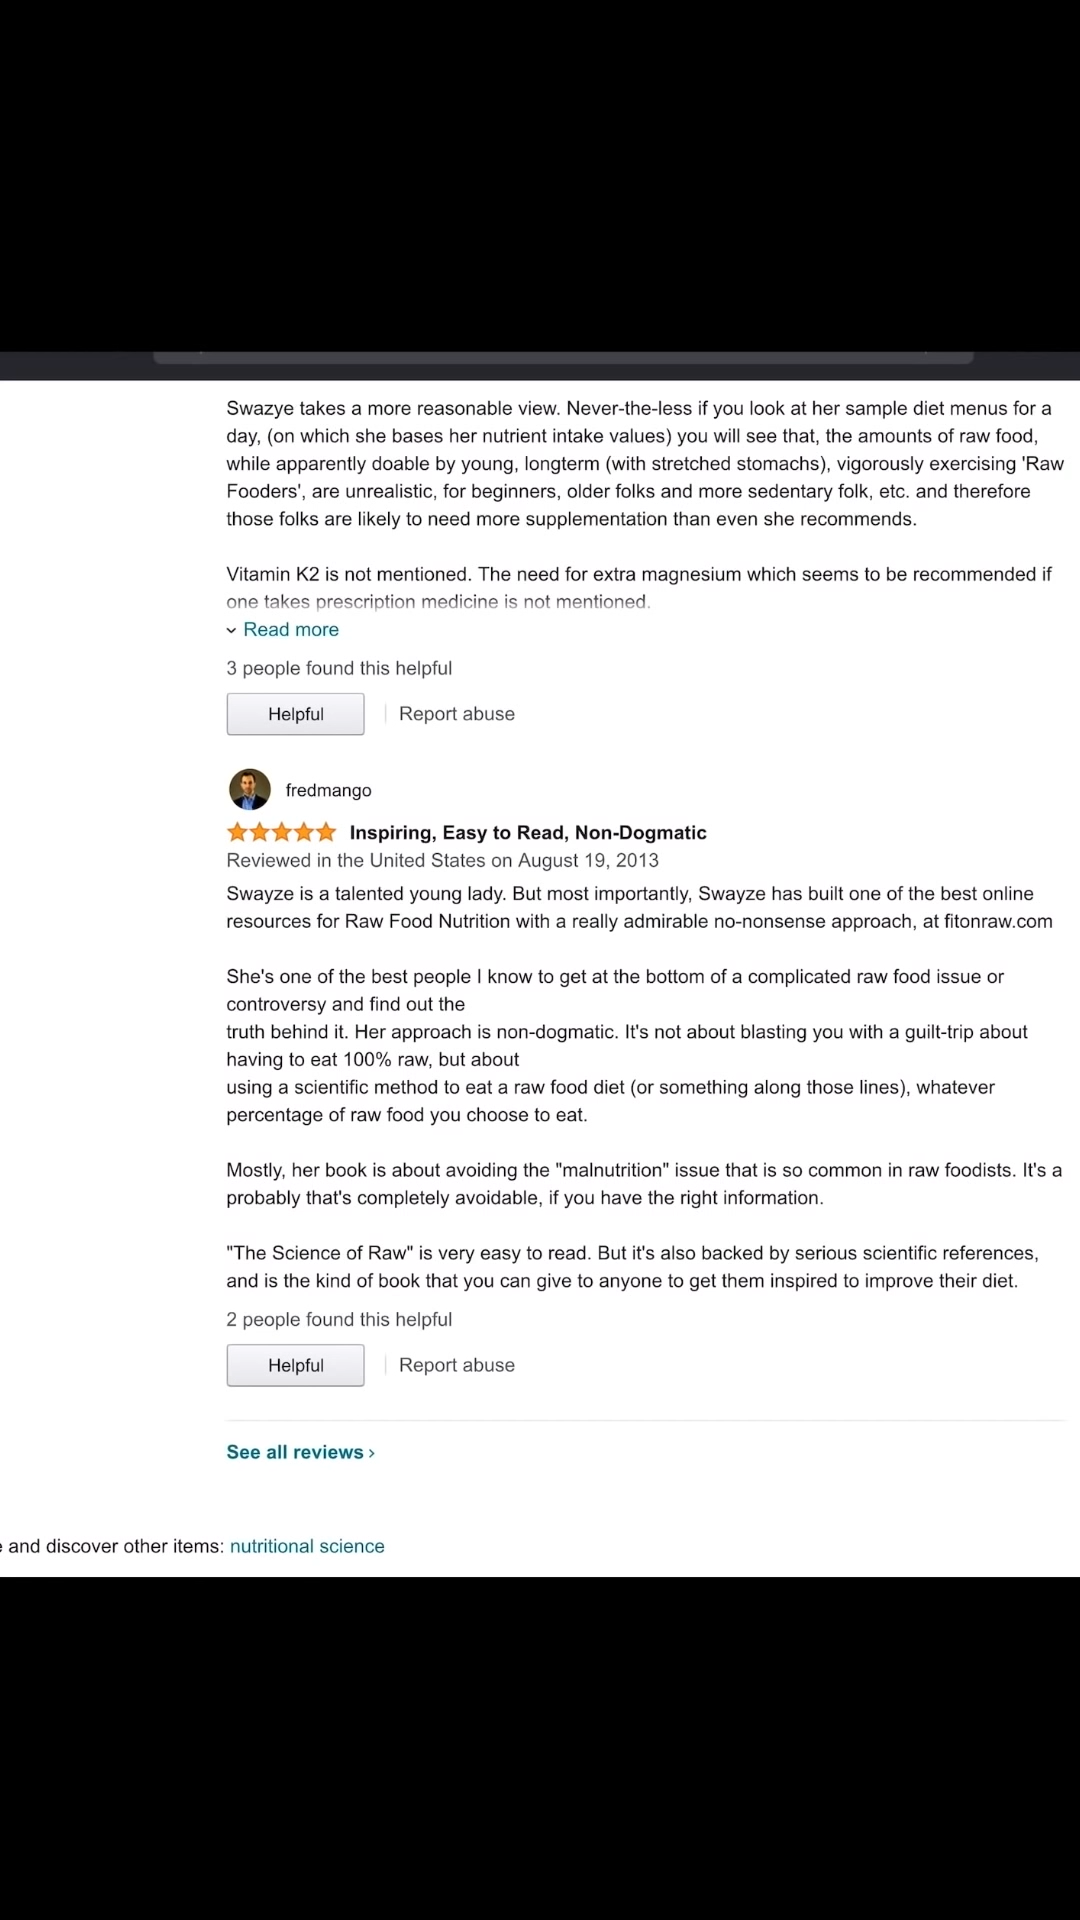 Swazye takes a more reasonable view. Never-the-less if you look at her sample diet menus for a
day, (on which she bases her nutrient intake values) you will see that, the amounts of raw food,
while apparently doable by young, longterm (with stretched stomachs), vigorously exercising 'Raw
Fooders', are unrealistic, for beginners, older folks and more sedentary folk, etc. and therefore
those folks are likely to need more supplementation than even she recommends.
Vitamin K2 is not mentioned. The need for extra magnesium which seems to be recommended if
one takes prescription medicine is not mentioned.
Read more
3 people found this helpful
Helpful
Report abuse
fredmango
Inspiring, Easy to Read, Non-Dogmatic
Reviewed in the United States on August 19, 2013
Swayze is a talented young lady. But most importantly, Swayze has built one of the best online
resources for Raw Food Nutrition with a really admirable no-nonsense approach, at fitonraw.com
She's one of the best people I know to get at the bottom of a complicated raw food issue or
controversy and find out the
truth behind it. Her approach is non-dogmatic. It's not about blasting you with a guilt-trip about
having to eat 100% raw, but about
using a scientific method to eat a raw food diet (or something along those lines), whatever
percentage of raw food you choose to eat.
Mostly, her book is about avoiding the "malnutrition" issue that is so common in raw foodists. It's a
probably that's completely avoidable, if you have the right information.
"The Science of Raw" is very easy to read. But it's also backed by serious scientific references,
and is the kind of book that you can give to anyone to get them inspired to improve their diet.
2 people found this helpful
Helpful
Report abuse
See all reviews ›
and discover other items: nutritional science